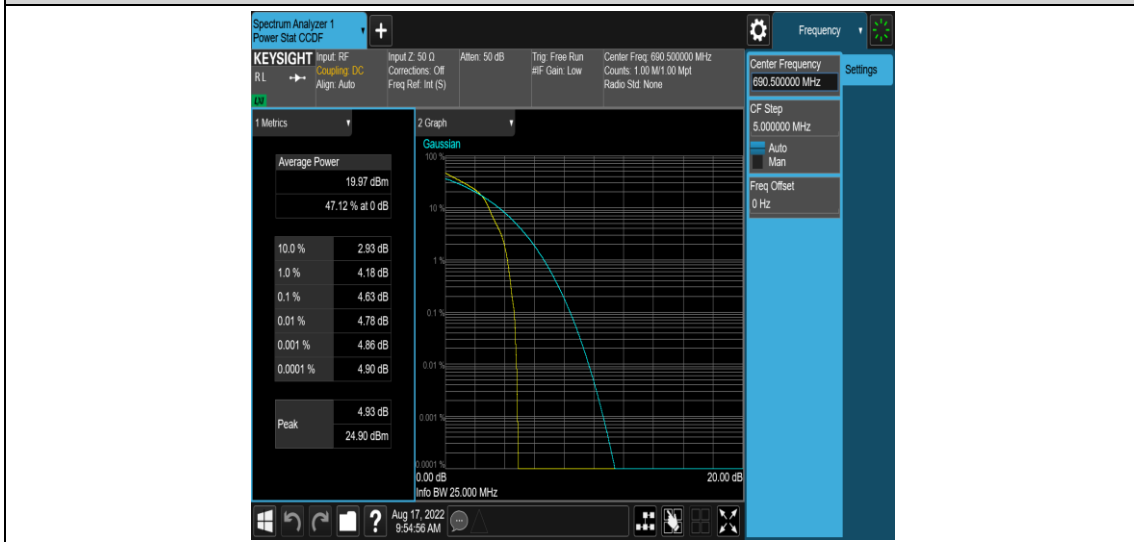 Spectrum Analyzer 1
Power Stat CCDF
+
Frequency
KEYSIGHT
RL
LXI
Input: RF
Coupling: DC
Align: Auto
Input Z: 50 Ω
Corrections: Off
Freq Ref: Int (S)
Atten: 50 dB
Trig: Free Run
#IF Gain: Low
Center Freq: 690.500000 MHz
Counts: 1.00 M/1.00 Mpt
Radio Std: None
Center Frequency
690.500000 MHz
Settings
CF Step
5.000000 MHz
Auto
Man
Freq Offset
0 Hz
1 Metrics
Average Power
19.97 dBm
47.12 % at 0 dB
10.0 % 2.93 dB
1.0 % 4.18 dB
0.1 % 4.63 dB
0.01 % 4.78 dB
0.001 % 4.86 dB
0.0001 % 4.90 dB
Peak
4.93 dB
24.90 dBm
2 Graph
Gaussian
100 %
10 %
1 %
0.1 %
0.01 %
0.001 %
0.0001 %
0.00 dB
20.00 dB
Info BW 25.000 MHz
?
Aug 17, 2022
9:54:56 AM